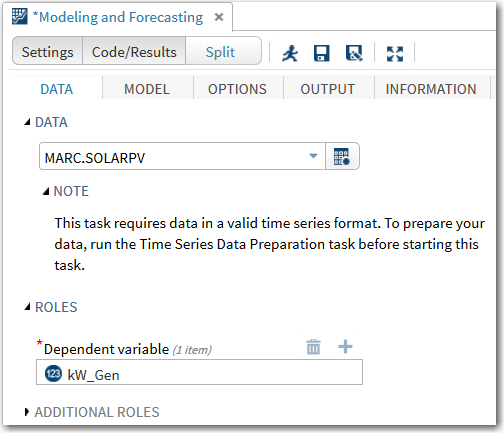 *Modeling and Forecasting
Settings Code/Results Split
DATA MODEL OPTIONS OUTPUT INFORMATION
DATA
MARC.SOLARPV
NOTE
This task requires data in a valid time series format. To prepare your
data, run the Time Series Data Preparation task before starting this
task.
ROLES
*Dependent variable (1 item)
123 kW_Gen
ADDITIONAL ROLES